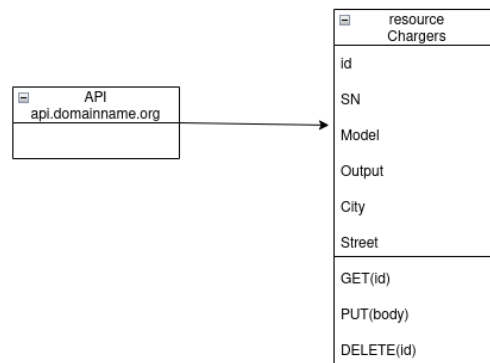 API
api.domainname.org
resource
Chargers
id
SN
Model
Output
City
Street
GET(id)
PUT(body)
DELETE(id)